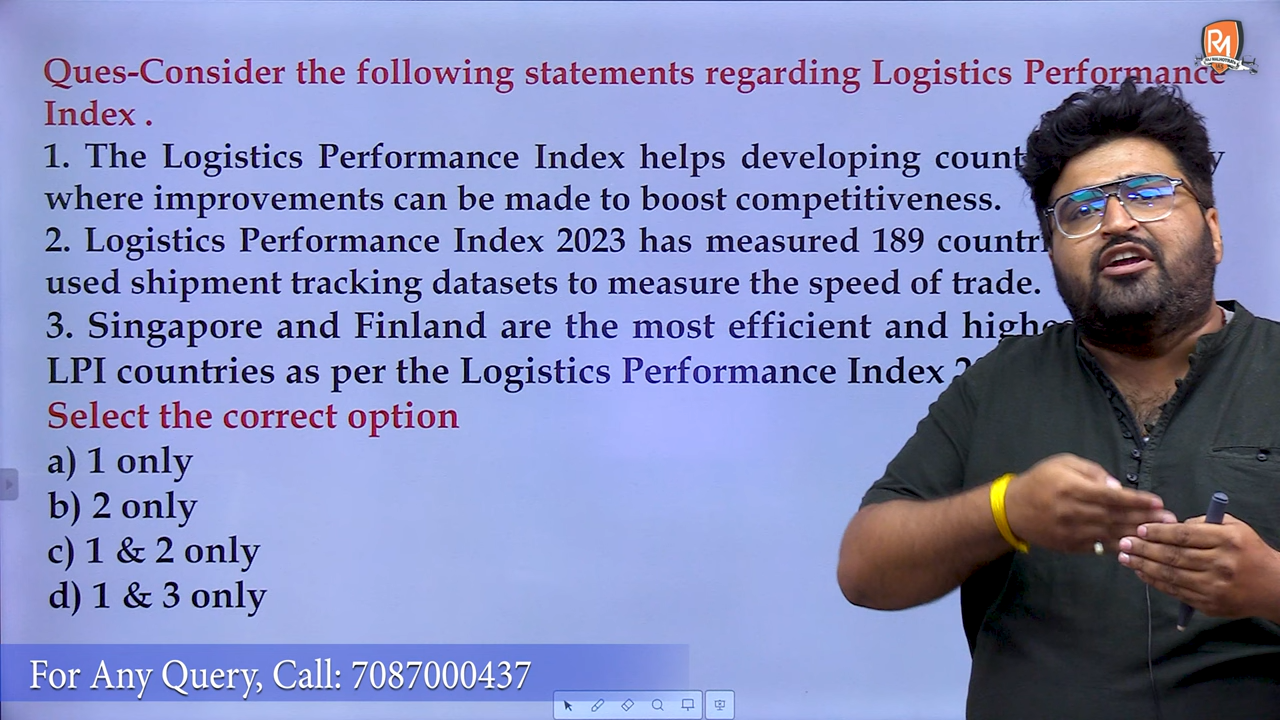 RM
Ques-Consider the following statements regarding Logistics Performance
Index .
1. The Logistics Performance Index helps developing
where improvements can be made to boost competitiveness.
2. Logistics Performance Index 2023 has measured 189
used shipment tracking datasets to measure the speed of trade.
3. Singapore and Finland are the most efficient and
LPI countries as per the Logistics Performance Index
Select the correct option
a) 1 only
b) 2 only
c) 1 & 2 only
d) 1 & 3 only
For Any Query, Call: 7087000437